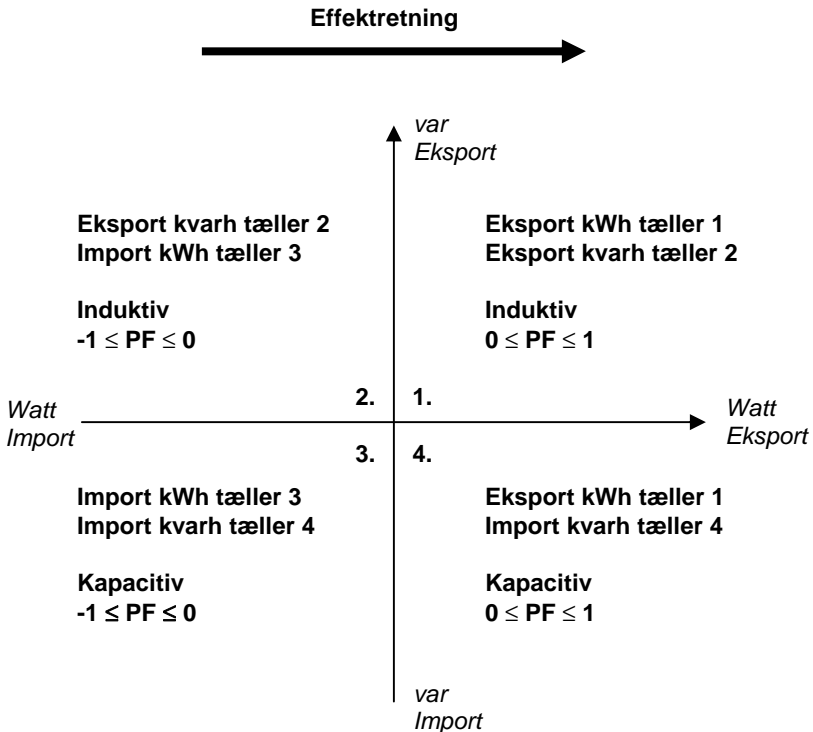 Effektretning
var
Eksport
Eksport kvarh tæller 2
Import kWh tæller 3
Induktiv
-1 ≤ PF ≤ 0
Eksport kWh tæller 1
Eksport kvarh tæller 2
Induktiv
0 ≤ PF ≤ 1
2.
1.
Watt
Import
Watt
Eksport
3.
4.
Import kWh tæller 3
Import kvarh tæller 4
Kapacitiv
-1 ≤ PF ≤ 0
Eksport kWh tæller 1
Import kvarh tæller 4
Kapacitiv
0 ≤ PF ≤ 1
var
Import